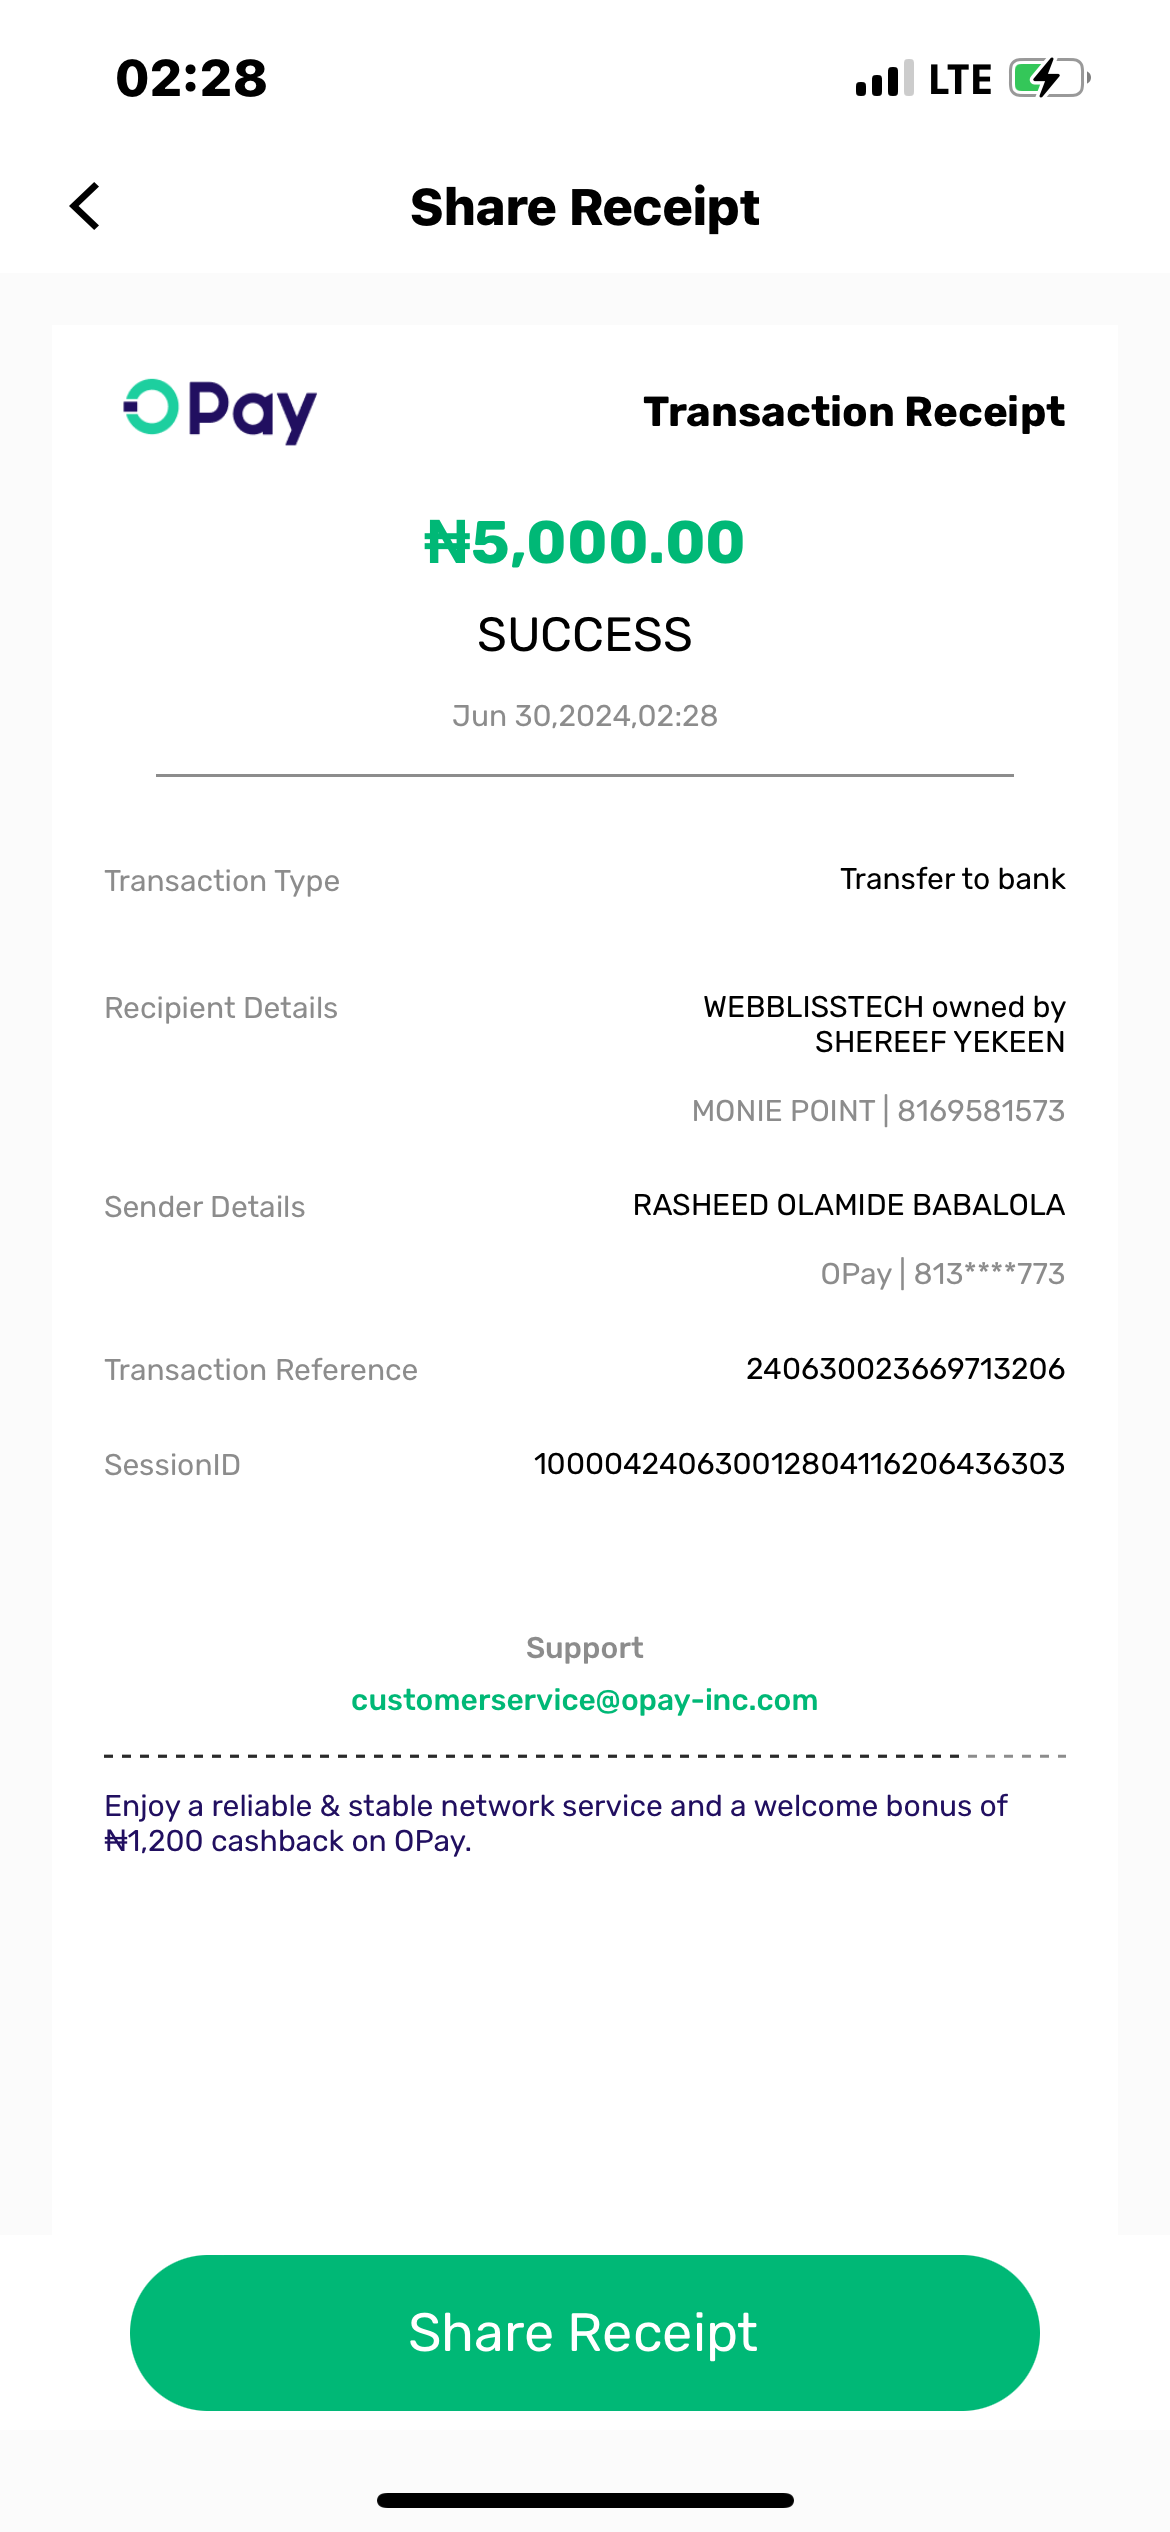 02:28
LTE
Share Receipt
OPay
Transaction Receipt
₦5,000.00
SUCCESS
Jun 30,2024,02:28
Transaction Type
Transfer to bank
Recipient Details
WEBBLISSTECH owned by
SHEREEF YEKEEN
MONIE POINT | 8169581573
Sender Details
RASHEED OLAMIDE BABALOLA
OPay | 813****773
Transaction Reference
240630023669713206
SessionID
100004240630012804116206436303
Support
customerservice@opay-inc.com
Enjoy a reliable & stable network service and a welcome bonus of
₦1,200 cashback on OPay.
Share Receipt